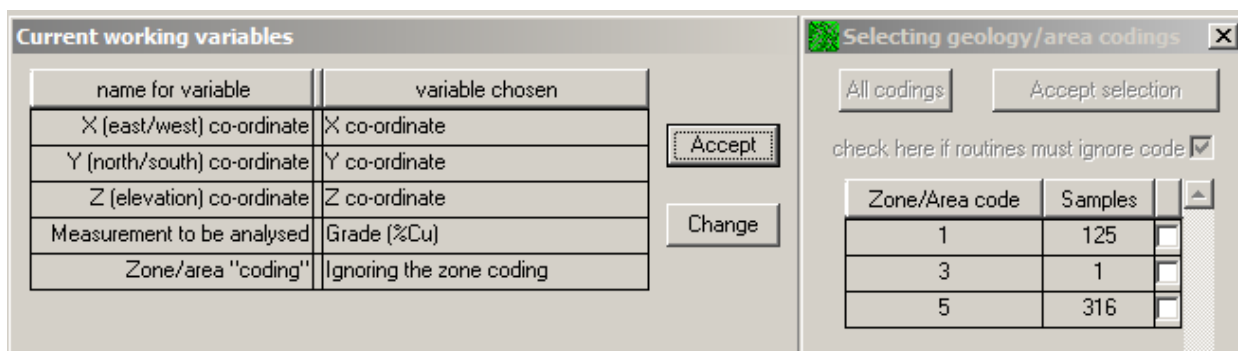 Current working variables
name for variable variable chosen
X (east/west) co-ordinate X co-ordinate
Y (north/south) co-ordinate Y co-ordinate
Z (elevation) co-ordinate Z co-ordinate
Measurement to be analysed Grade (%Cu)
Zone/area "coding" Ignoring the zone coding
Accept
Change
Selecting geology/area codings
All codings Accept selection
check here if routines must ignore code
Zone/Area code Samples
1 125
3 1
5 316